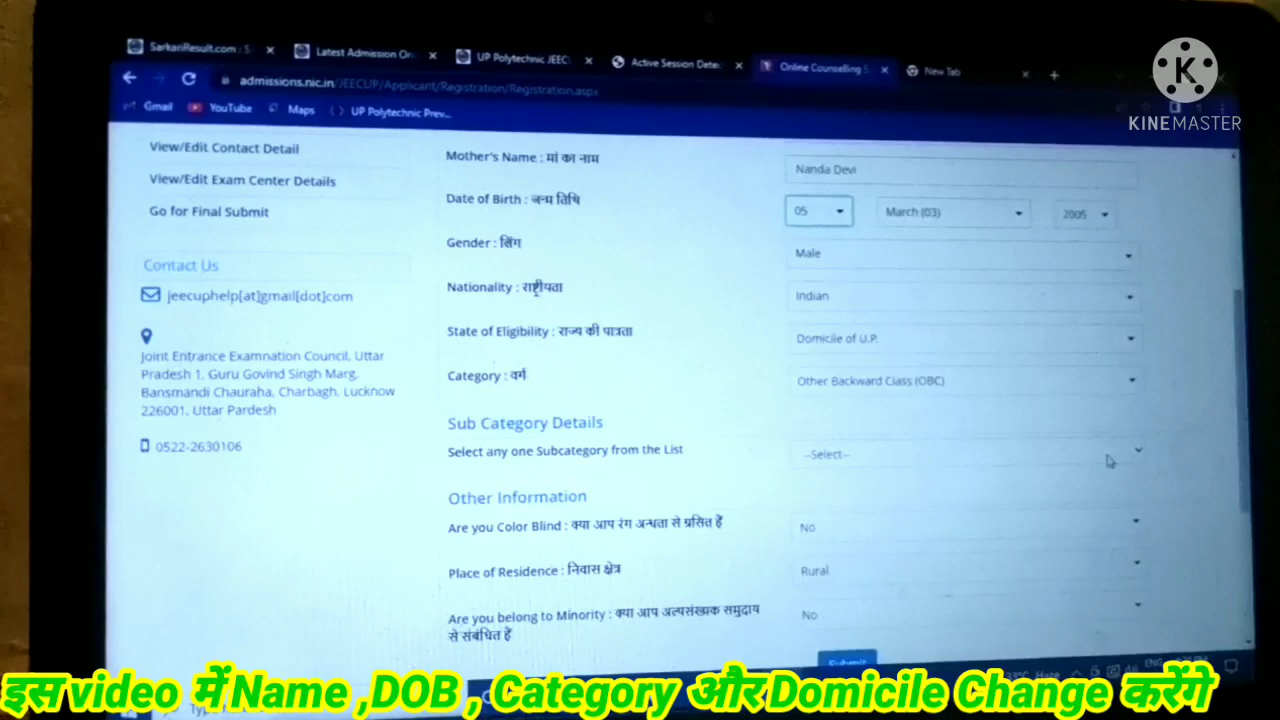 SarkariResult.com : S
Latest Admission On
UP Polytechnic JEEC
Active Session Dete
Online Counselling S
New Tab
admissions.nic.in/JEECUP/Applicant/Registration/Registration.aspx
Gmail
YouTube
Maps
UP Polytechnic Prev...
K
KINEMASTER
View/Edit Contact Detail
View/Edit Exam Center Details
Go for Final Submit
Contact Us
jeecuphelp[at]gmail[dot]com
Joint Entrance Examnation Council, Uttar
Pradesh 1, Guru Govind Singh Marg,
Bansmandi Chauraha, Charbagh, Lucknow
226001, Uttar Pardesh
0522-2630106
Mother's Name : मां का नाम
Nanda Devi
Date of Birth : जन्म तिथि
05
March (03)
2005
Gender : लिंग
Male
Nationality : राष्ट्रीयता
Indian
State of Eligibility : राज्य की पात्रता
Domicile of U.P.
Category : वर्ग
Other Backward Class (OBC)
Sub Category Details
Select any one Subcategory from the List
--Select--
Other Information
Are you Color Blind : क्या आप रंग अन्धता से ग्रसित हैं
No
Place of Residence : निवास क्षेत्र
Rural
Are you belong to Minority : क्या आप अल्पसंख्यक समुदाय
से संबंधित हैं
No
Submit
Haze
ENG
इस video में Name ,DOB , Category और Domicile Change करेंगे